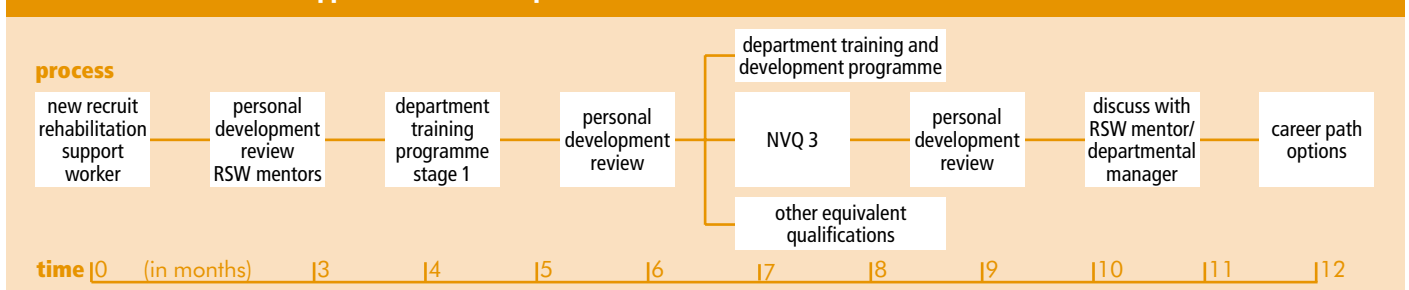 process
new recruit
rehabilitation
support
worker
personal
development
review
RSW mentors
department
training
programme
stage 1
personal
development
review
department training and
development programme
NVQ 3
other equivalent
qualifications
personal
development
review
discuss with
RSW mentor/
departmental
manager
career path
options
time 0 (in months) 3 4 5 6 7 8 9 10 11 12